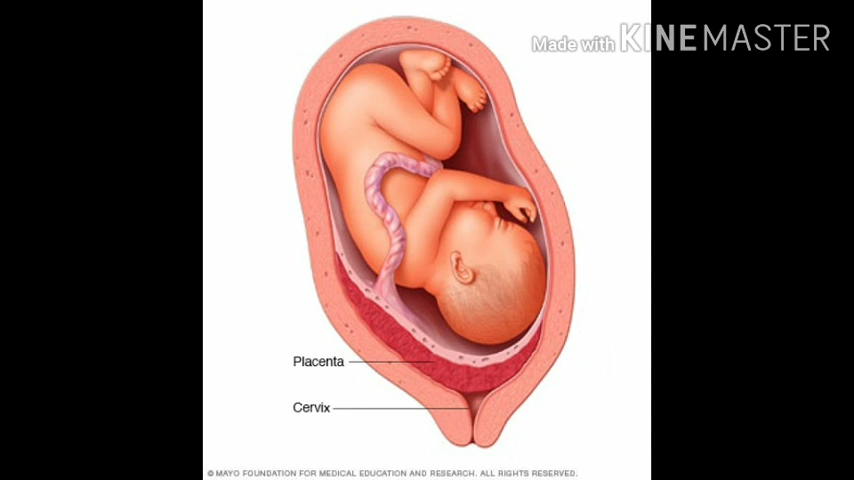 Made with KINEMASTER
Placenta
Cervix
© MAYO FOUNDATION FOR MEDICAL EDUCATION AND RESEARCH. ALL RIGHTS RESERVED.